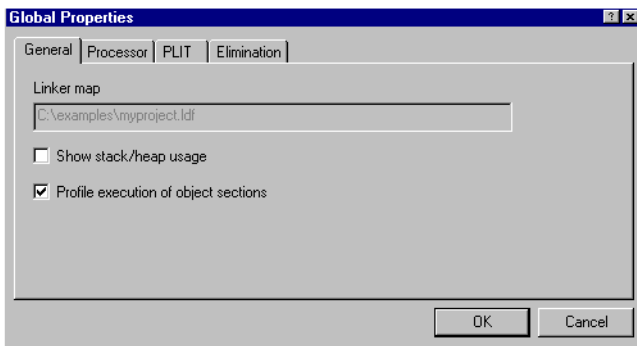 Global Properties
General Processor PLIT Elimination
Linker map
C:\examples\myproject.ldf
Show stack/heap usage
Profile execution of object sections
OK Cancel